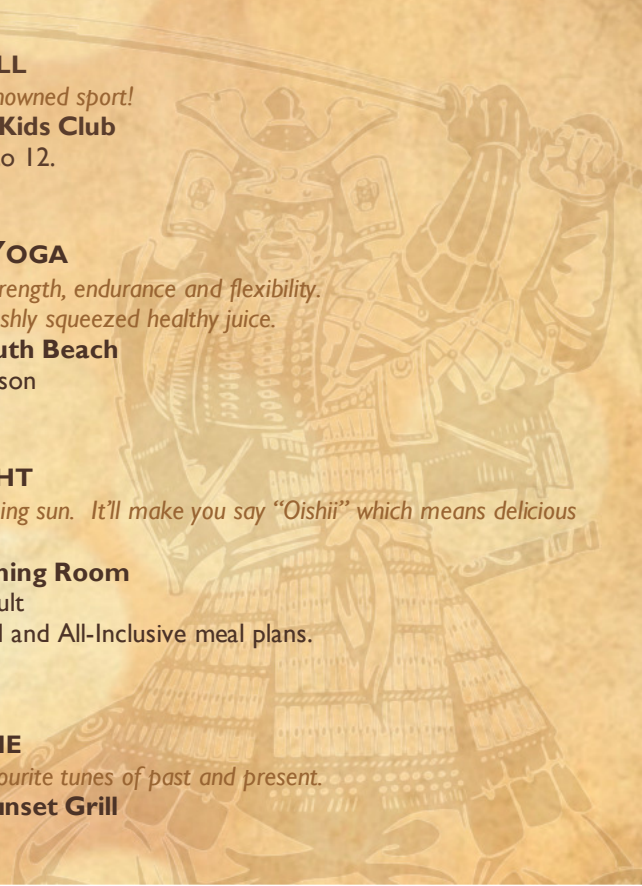 LL
nowned sport!
Kids Club
o 12.
YOGA
rength, endurance and flexibility.
shly squeezed healthy juice.
uth Beach
son
HT
ing sun. It’ll make you say “Oishii” which means delicious
ning Room
ult
l and All-Inclusive meal plans.
NE
ourite tunes of past and present.
unset Grill